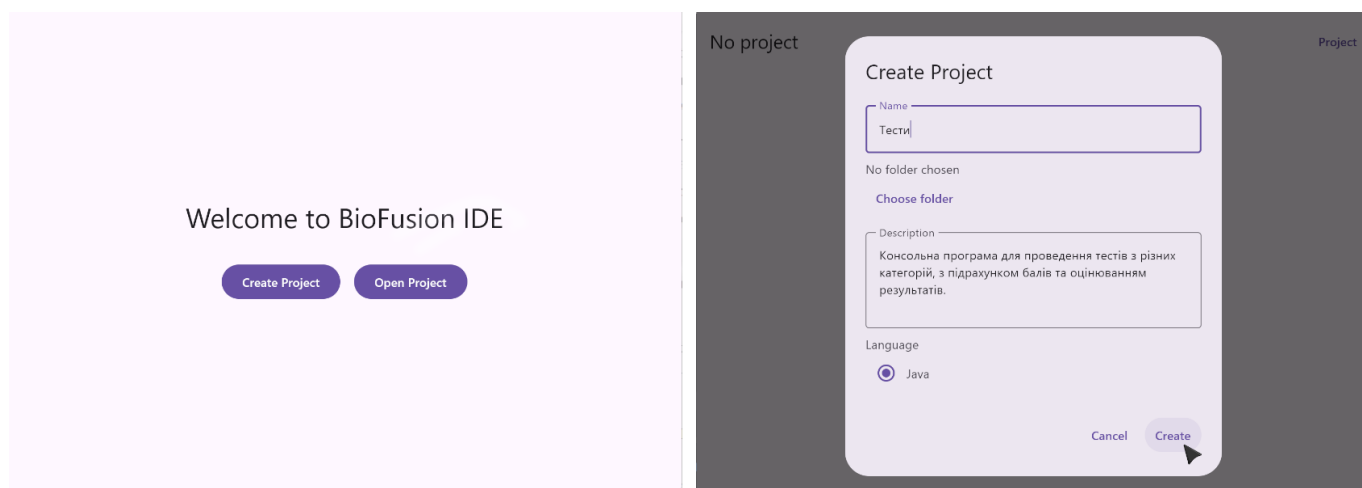 Welcome to BioFusion IDE
Create Project
Open Project
No project
Project
Create Project
Name
Тести
No folder chosen
Choose folder
Description
Консольна програма для проведення тестів з різних
категорій, з підрахунком балів та оцінюванням
результатів.
Language
Java
Cancel
Create